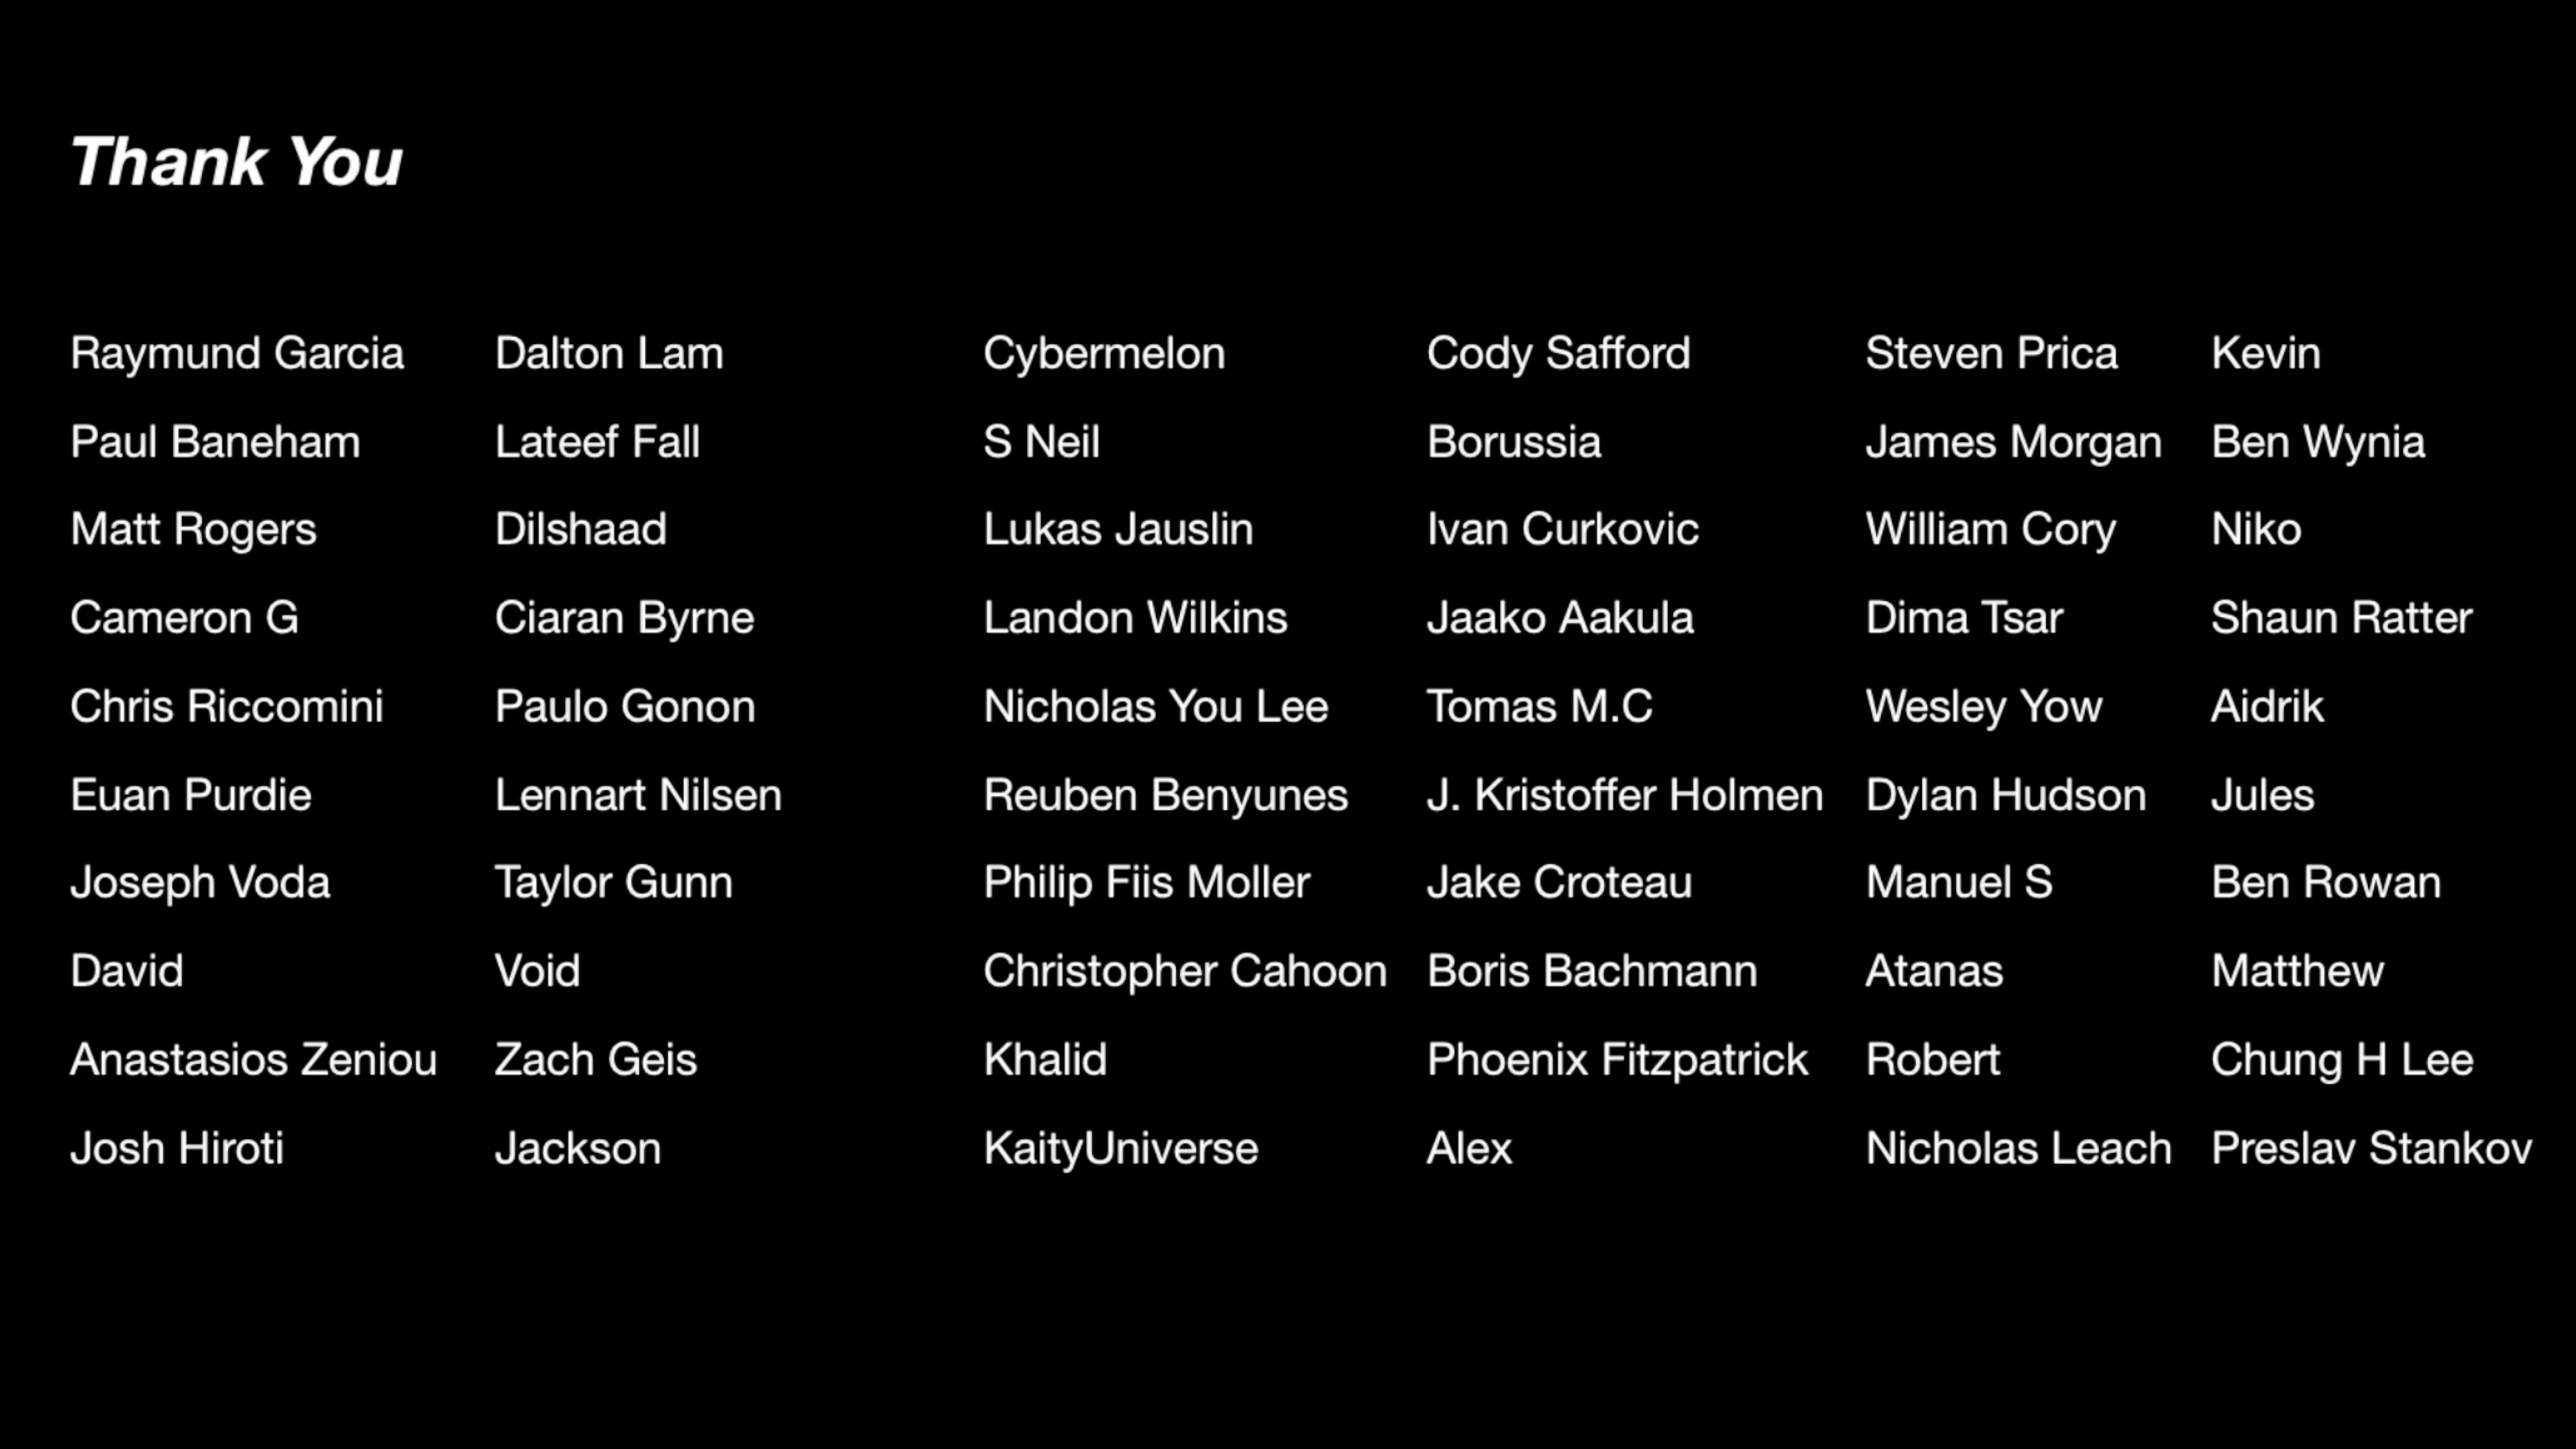 Thank You
Raymund Garcia
Paul Baneham
Matt Rogers
Cameron G
Chris Riccomini
Euan Purdie
Joseph Voda
David
Anastasios Zeniou
Josh Hiroti
Dalton Lam
Lateef Fall
Dilshaad
Ciaran Byrne
Paulo Gonon
Lennart Nilsen
Taylor Gunn
Void
Zach Geis
Jackson
Cybermelon
S Neil
Lukas Jauslin
Landon Wilkins
Nicholas You Lee
Reuben Benyunes
Philip Fiis Moller
Christopher Cahoon
Khalid
KaityUniverse
Cody Safford
Borussia
Ivan Curkovic
Jaako Aakula
Tomas M.C
J. Kristoffer Holmen
Jake Croteau
Boris Bachmann
Phoenix Fitzpatrick
Alex
Steven Prica
James Morgan
William Cory
Dima Tsar
Wesley Yow
Dylan Hudson
Manuel S
Atanas
Robert
Nicholas Leach
Kevin
Ben Wynia
Niko
Shaun Ratter
Aidrik
Jules
Ben Rowan
Matthew
Chung H Lee
Preslav Stankov